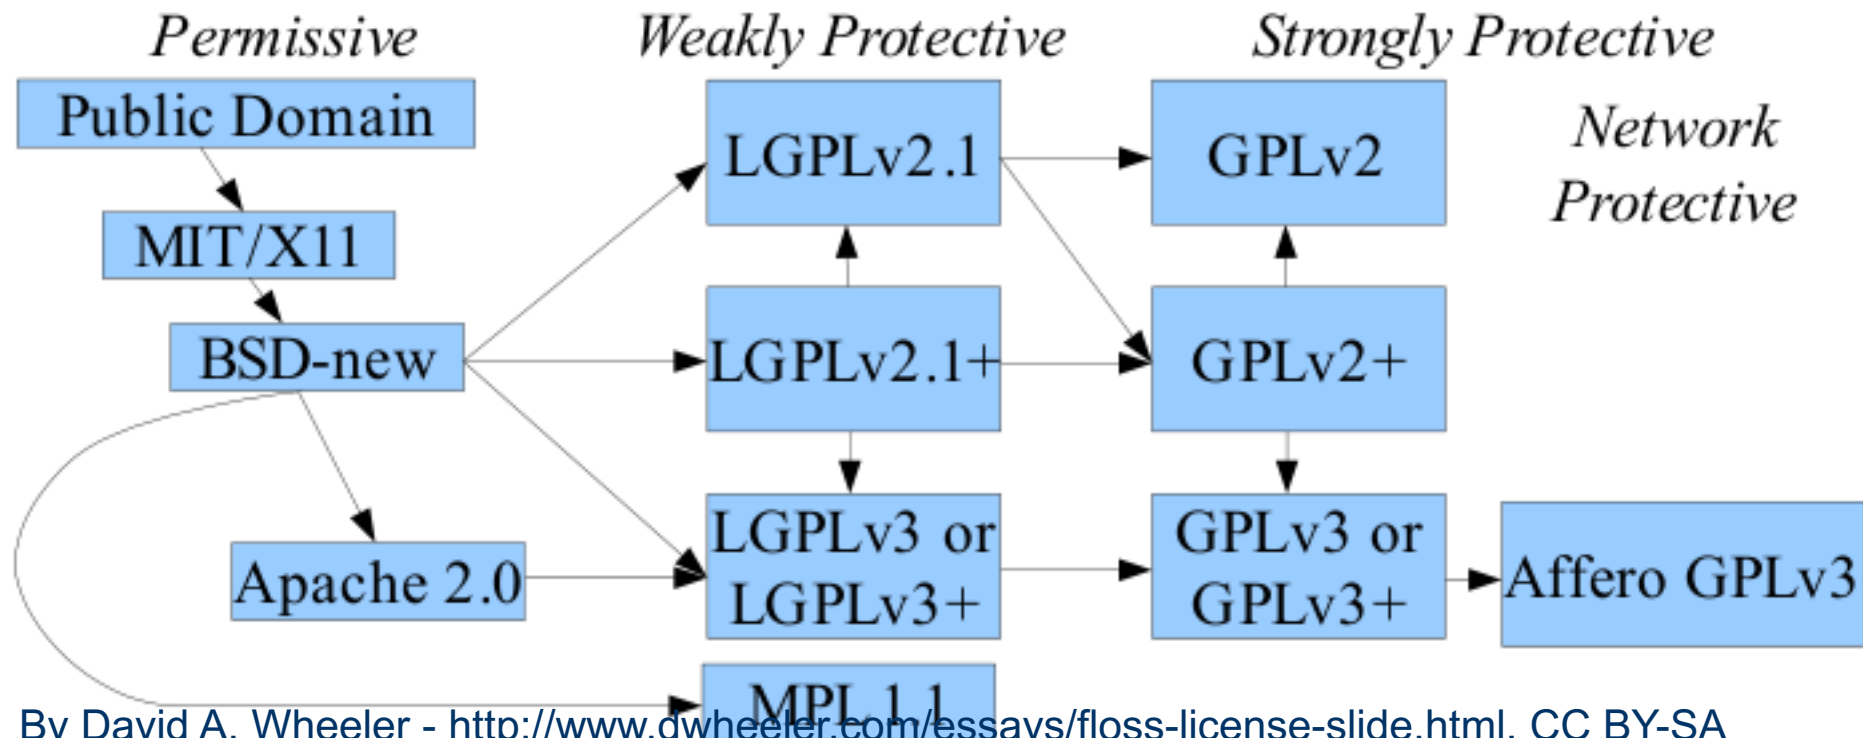 Permissive
Weakly Protective
Strongly Protective
Public Domain
LGPLv2.1
GPLv2
Network
Protective
MIT/X11
BSD-new
LGPLv2.1+
GPLv2+
LGPLv3 or
LGPLv3+
GPLv3 or
GPLv3+
Apache 2.0
Affero GPLv3
MPL 1.1
By David A. Wheeler - http://www.dwheeler.com/essays/floss-license-slide.html, CC BY-SA